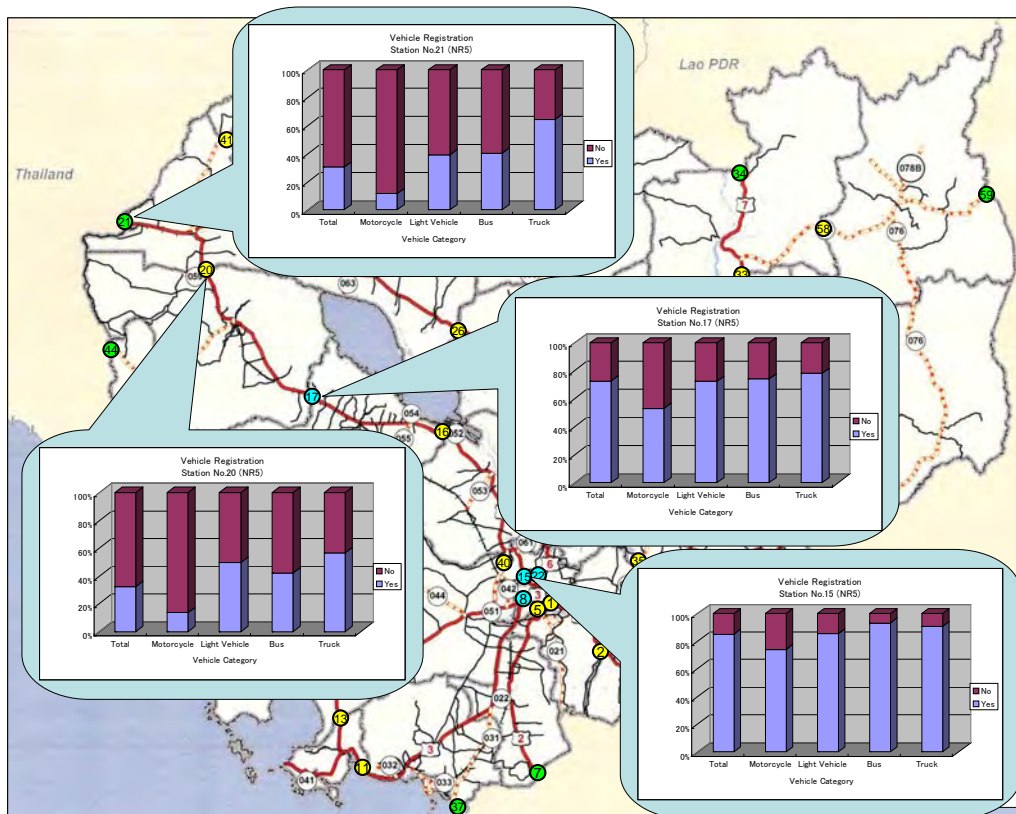 Vehicle Registration
Station No.21 (NR5)
100%
80%
60%
40%
20%
0%
No
Yes
Total Motorcycle Light Vehicle Bus Truck
Vehicle Category
Lao PDR
Thailand
41
34
078B
59
7
21
58
076
20
05
063
33
26
44
076
Vehicle Registration
Station No.17 (NR5)
100%
80%
60%
40%
20%
0%
No
Yes
Total Motorcycle Light Vehicle Bus Truck
Vehicle Category
17
054
16
052
055
053
Vehicle Registration
Station No.20 (NR5)
100%
80%
60%
40%
20%
0%
No
Yes
Total Motorcycle Light Vehicle Bus Truck
Vehicle Category
061
6
40
15
22
35
042
3
044
8
5
1
051
021
2
Vehicle Registration
Station No.15 (NR5)
100%
80%
60%
40%
20%
0%
No
Yes
Total Motorcycle Light Vehicle Bus Truck
Vehicle Category
022
13
031
3
2
11
032
7
041
033
37